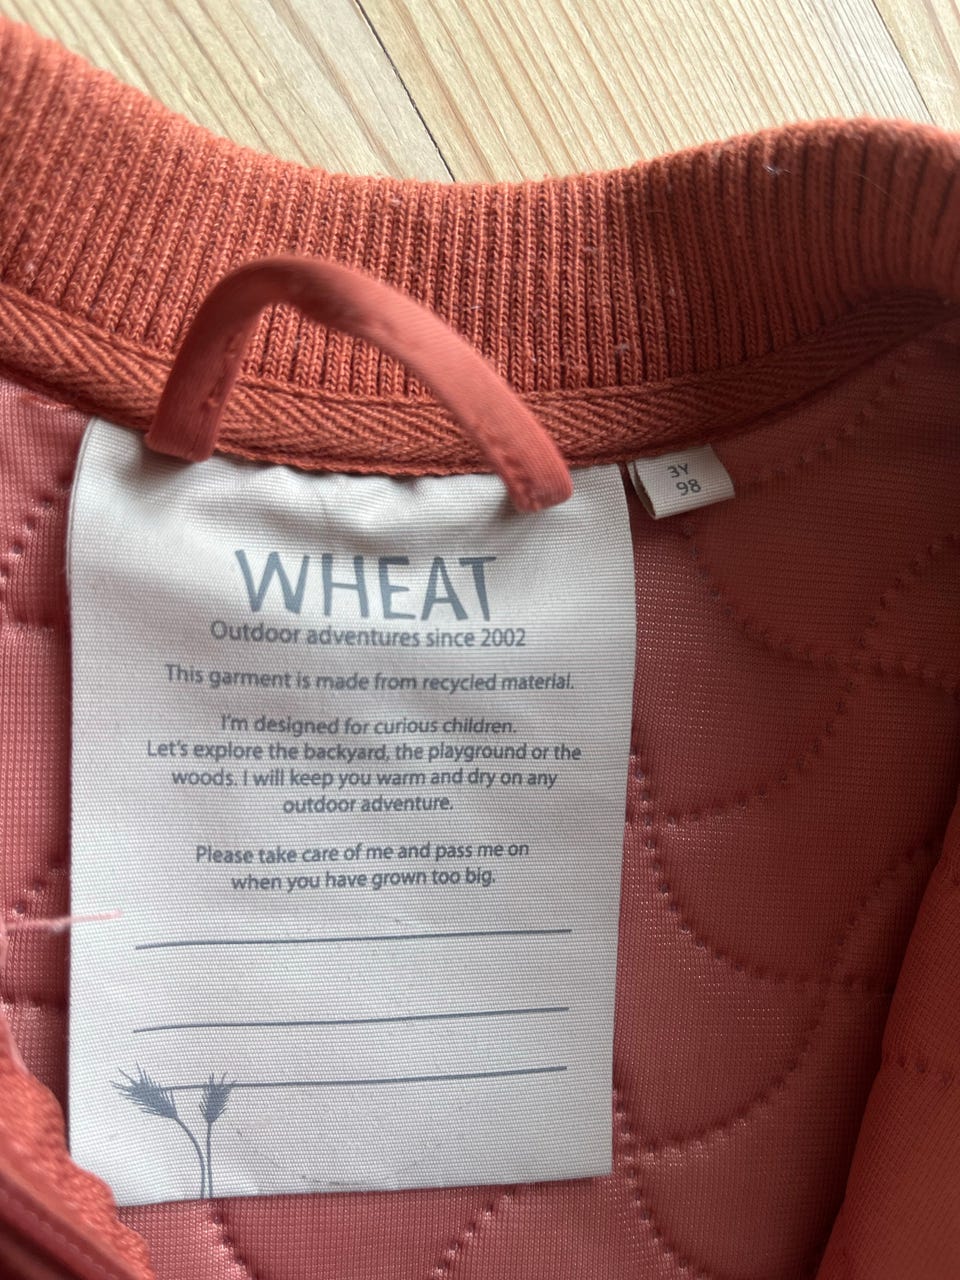 3Y
98
WHEAT
Outdoor adventures since 2002
This garment is made from recycled material.
I'm designed for curious children.
Let's explore the backyard, the playground or the
woods. I will keep you warm and dry on any
outdoor adventure.
Please take care of me and pass me on
when you have grown too big.